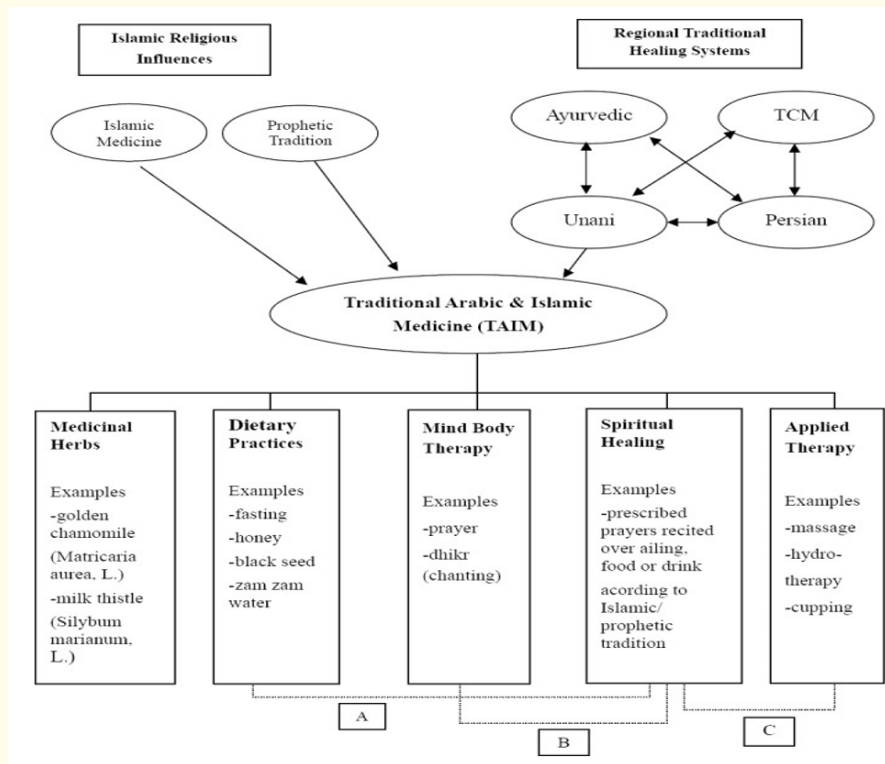 Islamic Religious
Influences
Regional Traditional
Healing Systems
Islamic
Medicine
Prophetic
Tradition
Ayurvedic
TCM
Unani
Persian
Traditional Arabic & Islamic
Medicine (TAIM)
Medicinal
Herbs
Examples
-golden
chamomile
(Matricaria
aurea, L.)
-milk thistle
(Silybum
marianum,
L.)
Dietary
Practices
Examples
-fasting
-honey
-black seed
-zam zam
water
Mind Body
Therapy
Examples
-prayer
-dhikr
(chanting)
Spiritual
Healing
Examples
-prescribed
prayers recited
over ailing,
food or drink
acording to
Islamic/
prophetic
tradition
Applied
Therapy
Examples
-massage
-hydro-
therapy
-cupping
A
B
C